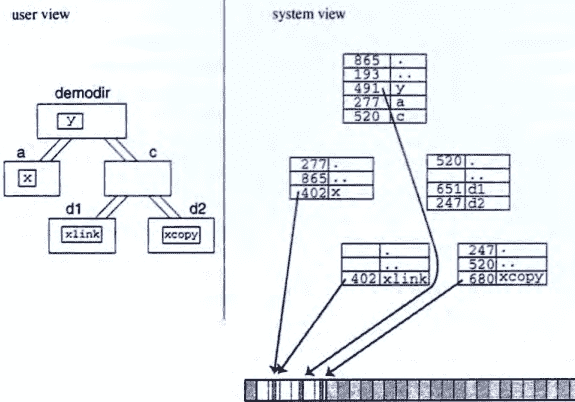 user view
system view
demodir
y
a
x
c
d1
xlink
d2
xcopy
865 .
193 ..
491 y
277 a
520 c
277 .
865 ..
402 x
520 .
..
651 d1
247 d2
.
..
402 xlink
247 .
520 ..
680 xcopy